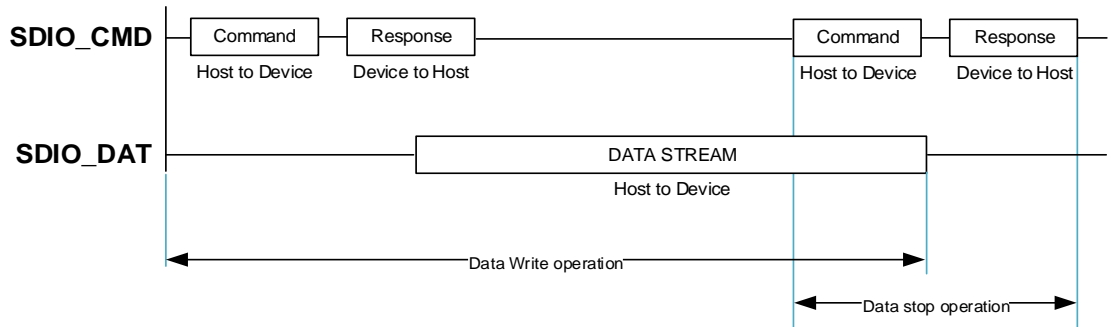 SDIO_CMD
Command
Response
Command
Response
Host to Device
Device to Host
Host to Device
Device to Host
SDIO_DAT
DATA STREAM
Host to Device
Data Write operation
Data stop operation